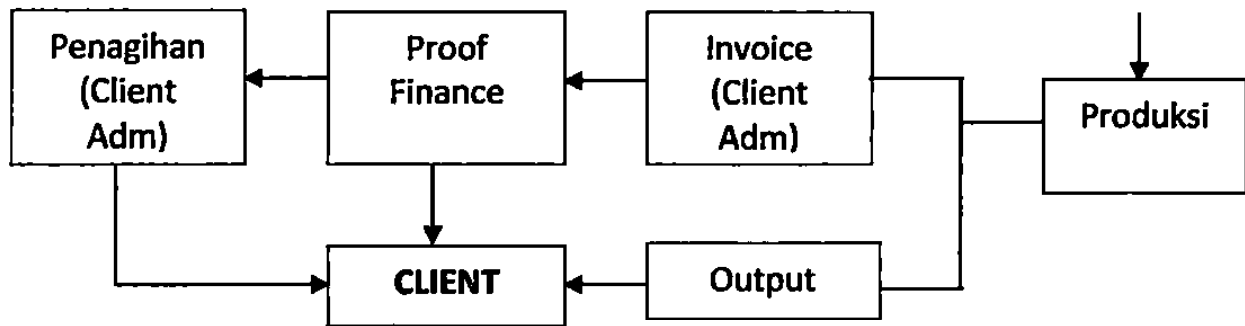 Penagihan
(Client
Adm)
Proof
Finance
Invoice
(Client
Adm)
Produksi
CLIENT
Output